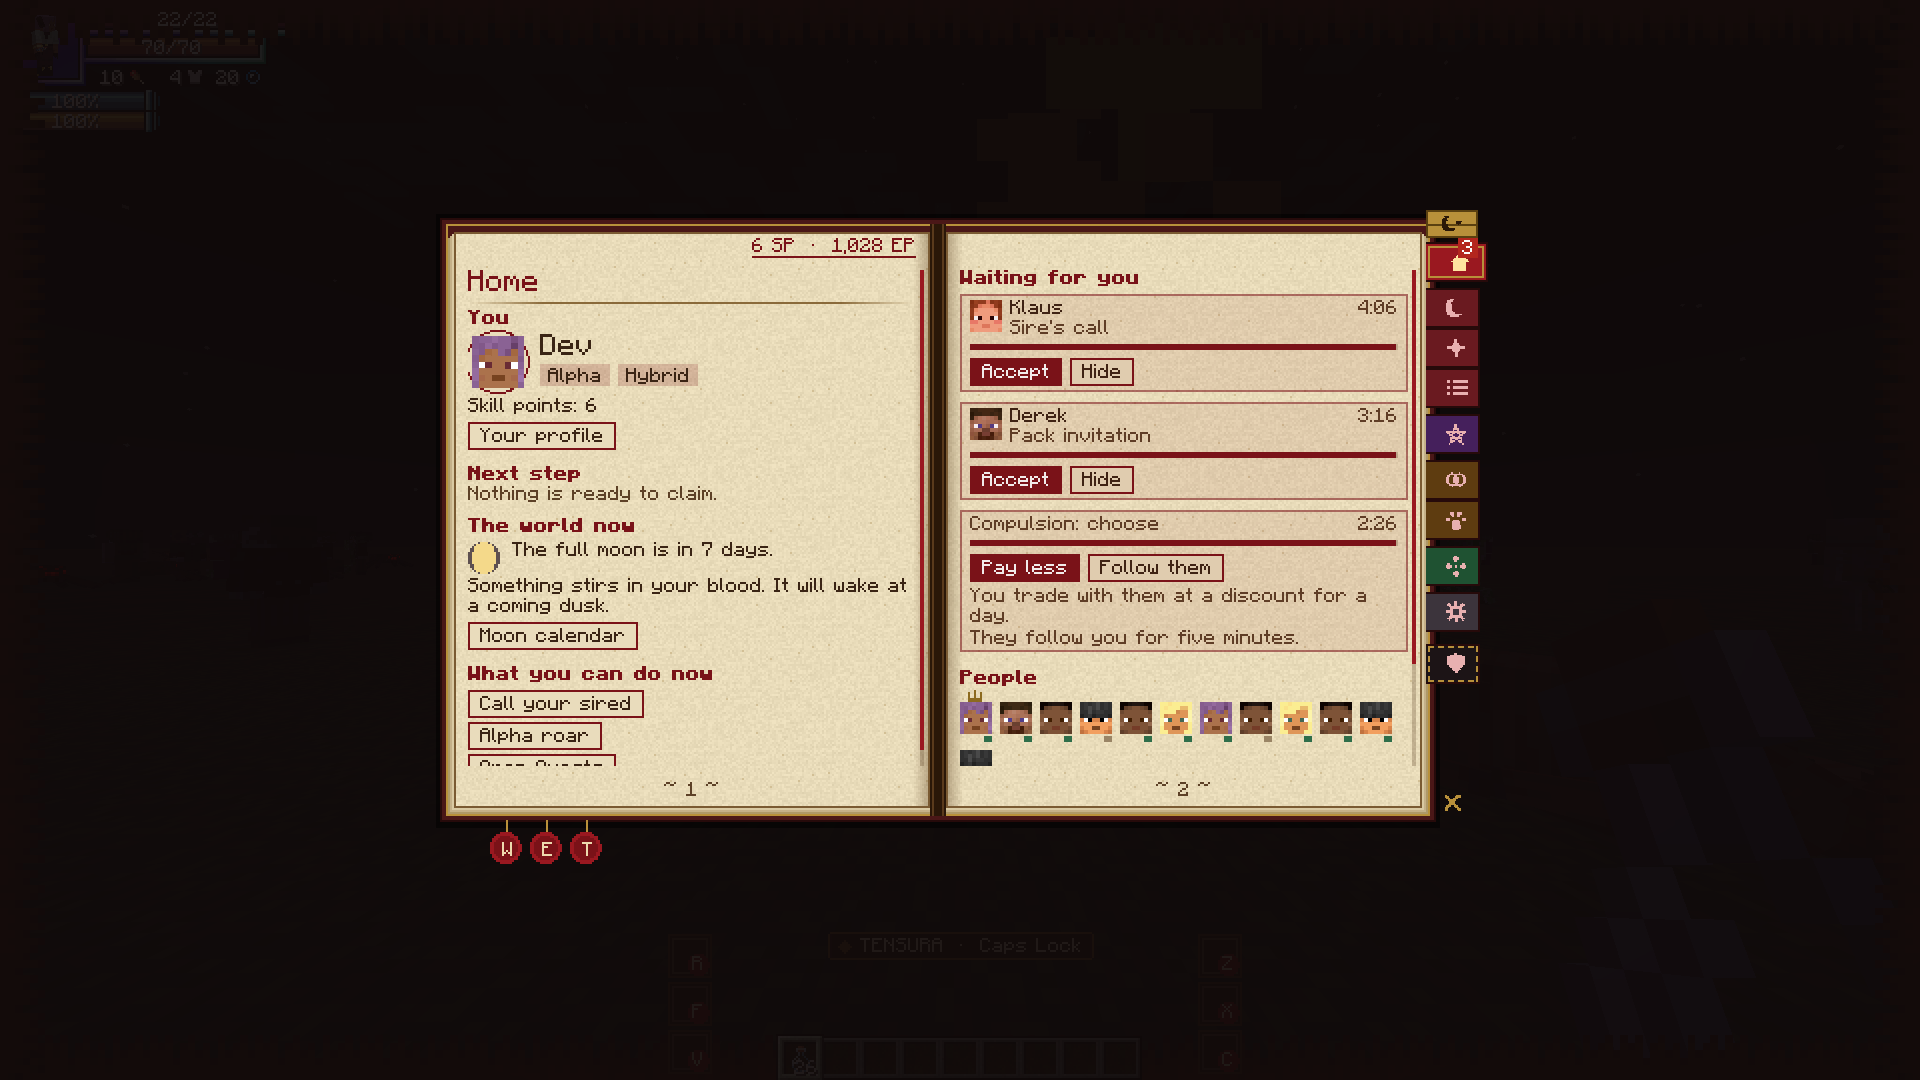 22/22
70/70
10 4 20
100%
100%
6 SP · 1,028 EP
Home
You
Dev
Alpha Hybrid
Skill points: 6
Your profile
Next step
Nothing is ready to claim.
The world now
The full moon is in 7 days.
Something stirs in your blood. It will wake at
a coming dusk.
Moon calendar
What you can do now
Call your sired
Alpha roar
~ 1 ~
Waiting for you
Klaus 4:06
Sire's call
Accept Hide
Derek 3:16
Pack invitation
Accept Hide
Compulsion: choose 2:26
Pay less Follow them
You trade with them at a discount for a
day.
They follow you for five minutes.
People
~ 2 ~
3
X
W E T
TENSURA · Caps Lock
R
F
V
Z
X
C
26